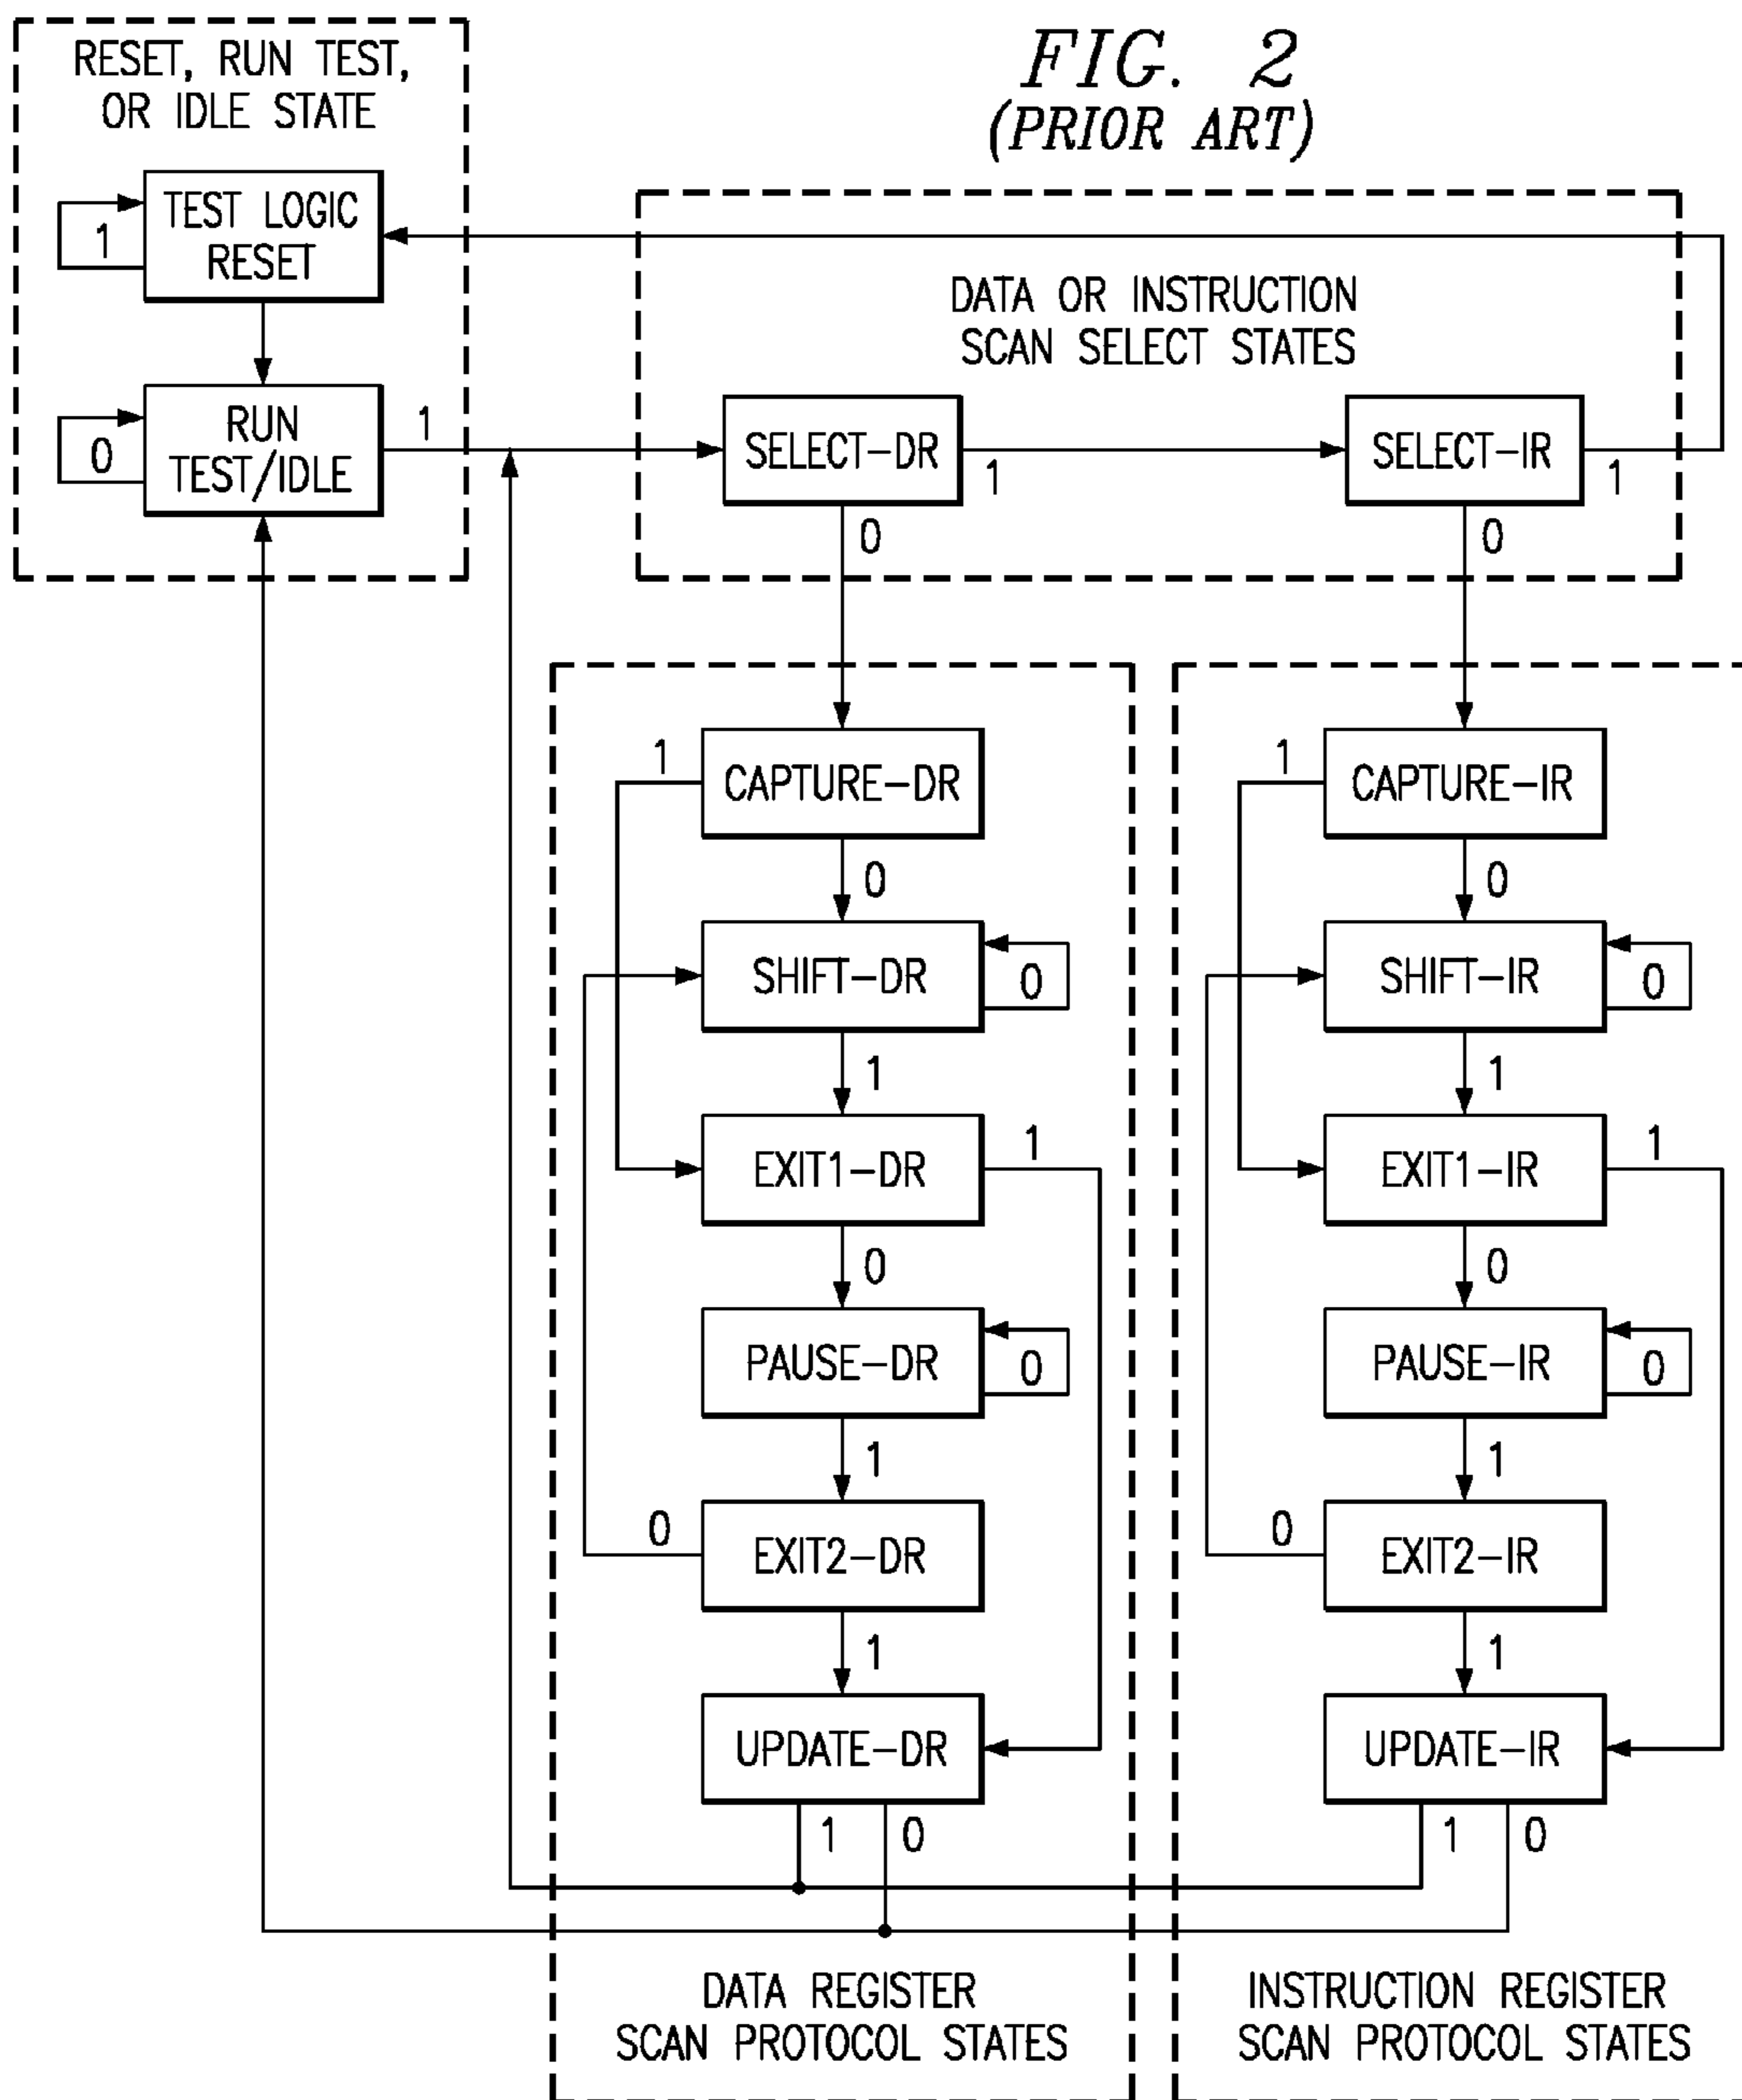 FIG. 2
(PRIOR ART)
RESET, RUN TEST,
OR IDLE STATE
TEST LOGIC
RESET
1
RUN
TEST/IDLE
0
1
DATA OR INSTRUCTION
SCAN SELECT STATES
SELECT-DR
1
0
SELECT-IR
1
0
CAPTURE-DR
1
0
SHIFT-DR
0
1
EXIT1-DR
1
0
PAUSE-DR
0
1
EXIT2-DR
0
1
UPDATE-DR
1
0
DATA REGISTER
SCAN PROTOCOL STATES
CAPTURE-IR
1
0
SHIFT-IR
0
1
EXIT1-IR
1
0
PAUSE-IR
0
1
EXIT2-IR
0
1
UPDATE-IR
1
0
INSTRUCTION REGISTER
SCAN PROTOCOL STATES